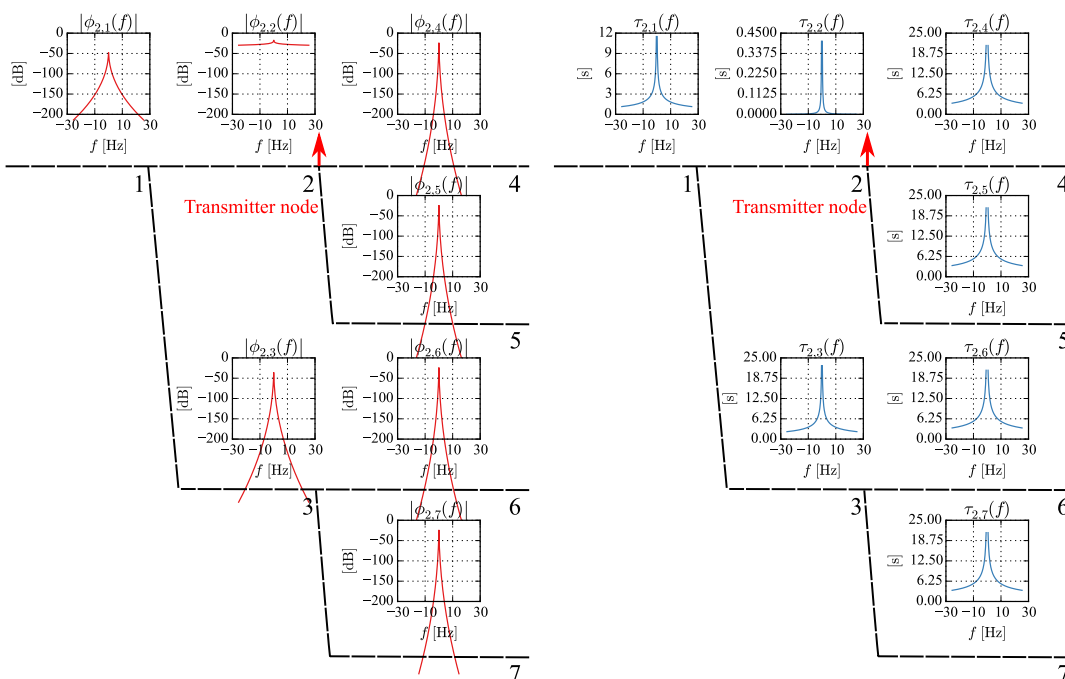 |ϕ2,1(f)| |ϕ2,2(f)| |ϕ2,4(f)| τ2,1(f) τ2,2(f) τ2,4(f)
[dB] 0 −50 −100 −150 −200 −30 −10 10 30 f [Hz]
[dB] 0 −50 −100 −150 −200 −30 −10 10 30 f [Hz]
[dB] 0 −50 −100 −150 −200 −30 −10 10 30 f [Hz]
[s] 12 9 6 3 0 −30 −10 10 30 f [Hz]
[s] 0.4500 0.3375 0.2250 0.1125 0.0000 −30 −10 10 30 f [Hz]
[s] 25.00 18.75 12.50 6.25 0.00 −30 −10 10 30 f [Hz]
1 2 4 1 2 4
Transmitter node Transmitter node
|ϕ2,5(f)| τ2,5(f)
[dB] 0 −50 −100 −150 −200 −30 −10 10 30 f [Hz]
[s] 25.00 18.75 12.50 6.25 0.00 −30 −10 10 30 f [Hz]
5 5
|ϕ2,3(f)| |ϕ2,6(f)| τ2,3(f) τ2,6(f)
[dB] 0 −50 −100 −150 −200 −30 −10 10 30 f [Hz]
[dB] 0 −50 −100 −150 −200 −30 −10 10 30 f [Hz]
[s] 25.00 18.75 12.50 6.25 0.00 −30 −10 10 30 f [Hz]
[s] 25.00 18.75 12.50 6.25 0.00 −30 −10 10 30 f [Hz]
3 6 3 6
|ϕ2,7(f)| τ2,7(f)
[dB] 0 −50 −100 −150 −200 −30 −10 10 30 f [Hz]
[s] 25.00 18.75 12.50 6.25 0.00 −30 −10 10 30 f [Hz]
7 7